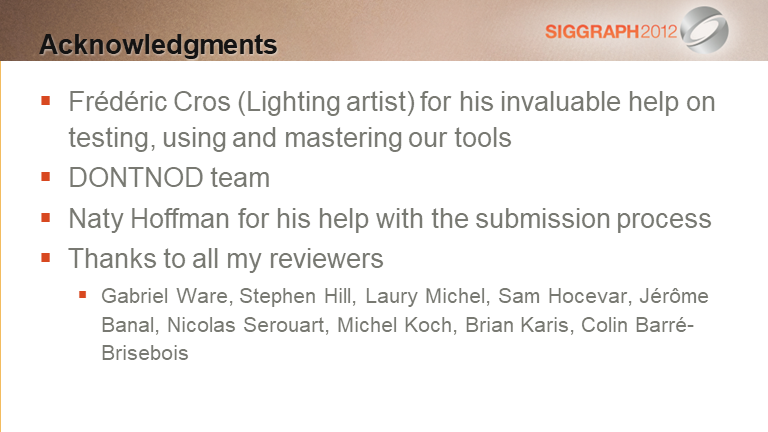 Acknowledgments
SIGGRAPH2012
▪ Frédéric Cros (Lighting artist) for his invaluable help on
testing, using and mastering our tools
▪ DONTNOD team
▪ Naty Hoffman for his help with the submission process
▪ Thanks to all my reviewers
▪ Gabriel Ware, Stephen Hill, Laury Michel, Sam Hocevar, Jérôme
Banal, Nicolas Serouart, Michel Koch, Brian Karis, Colin Barré-
Brisebois